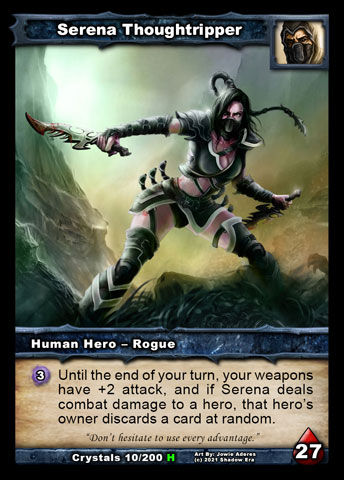 Serena Thoughtripper
Human Hero – Rogue
3
Until the end of your turn, your weapons
have +2 attack, and if Serena deals
combat damage to a hero, that hero's
owner discards a card at random.
"Don't hesitate to use every advantage."
Crystals 10/200 H
Art By: Jowie Aderes
(c) 2021 Shadow Era
27